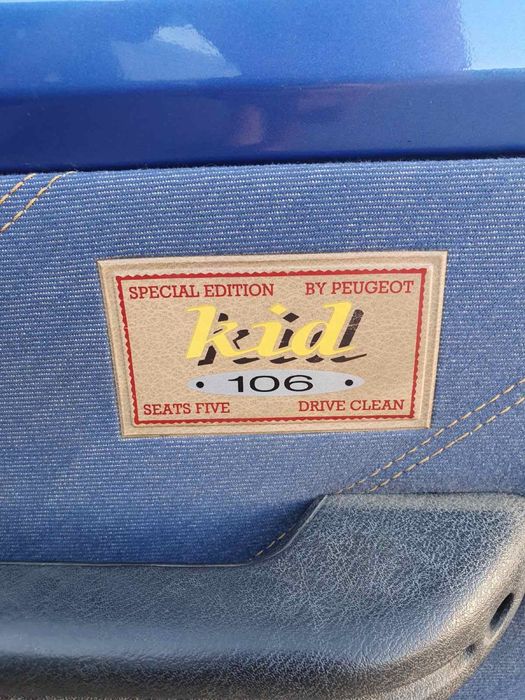 SPECIAL EDITION BY PEUGEOT
kid
106
SEATS FIVE DRIVE CLEAN